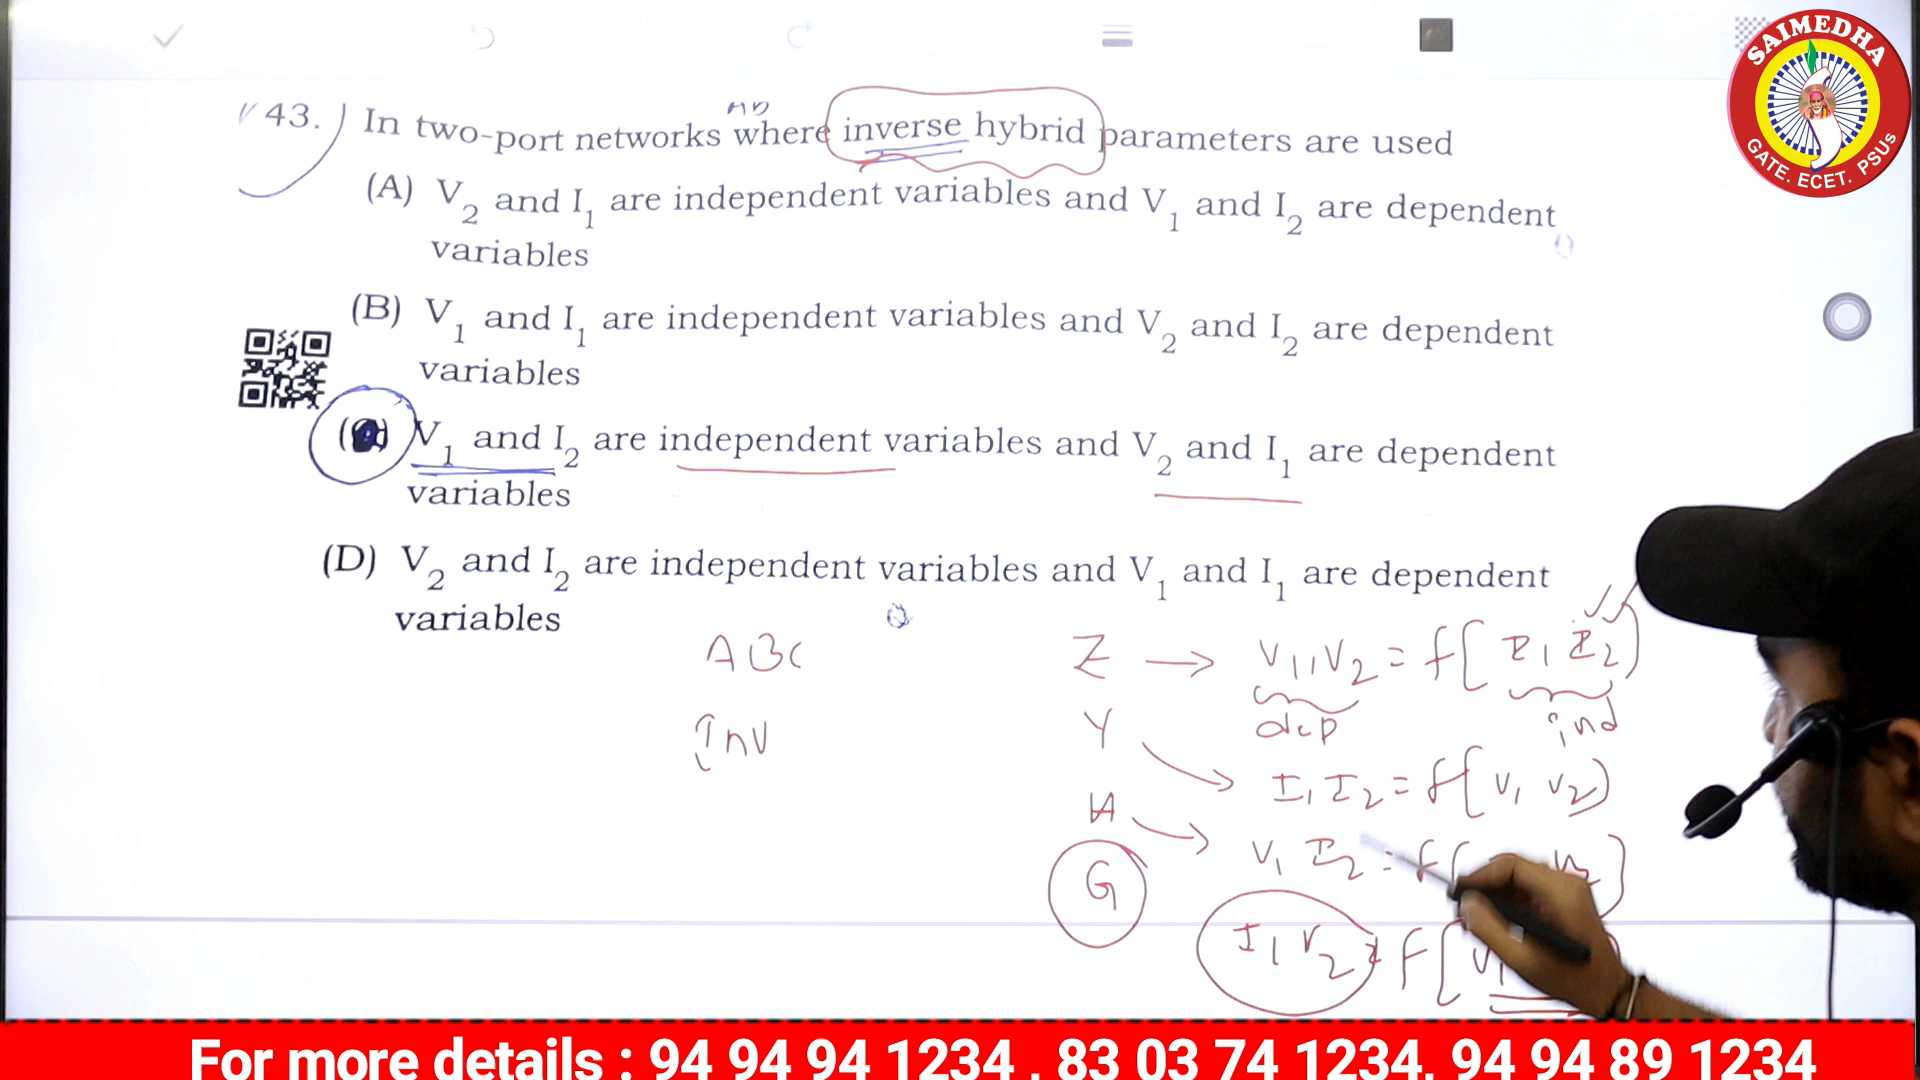 SAIMEDHA
GATE. ECET. PSUs
43. In two-port networks where inverse hybrid parameters are used
(A) V2 and I1 are independent variables and V1 and I2 are dependent
variables
(B) V1 and I1 are independent variables and V2 and I2 are dependent
variables
V1 and I2 are independent variables and V2 and I1 are dependent
variables
(D) V2 and I2 are independent variables and V1 and I1 are dependent
variables
ABC
Inv
Z → V1, V2 = f[I1 I2)
dep ind
Y → I1 I2 = f[V1 V2)
H → V1 I2 = f[
G
I1 V2 = f[V1
For more details : 94 94 94 1234 , 83 03 74 1234, 94 94 89 1234